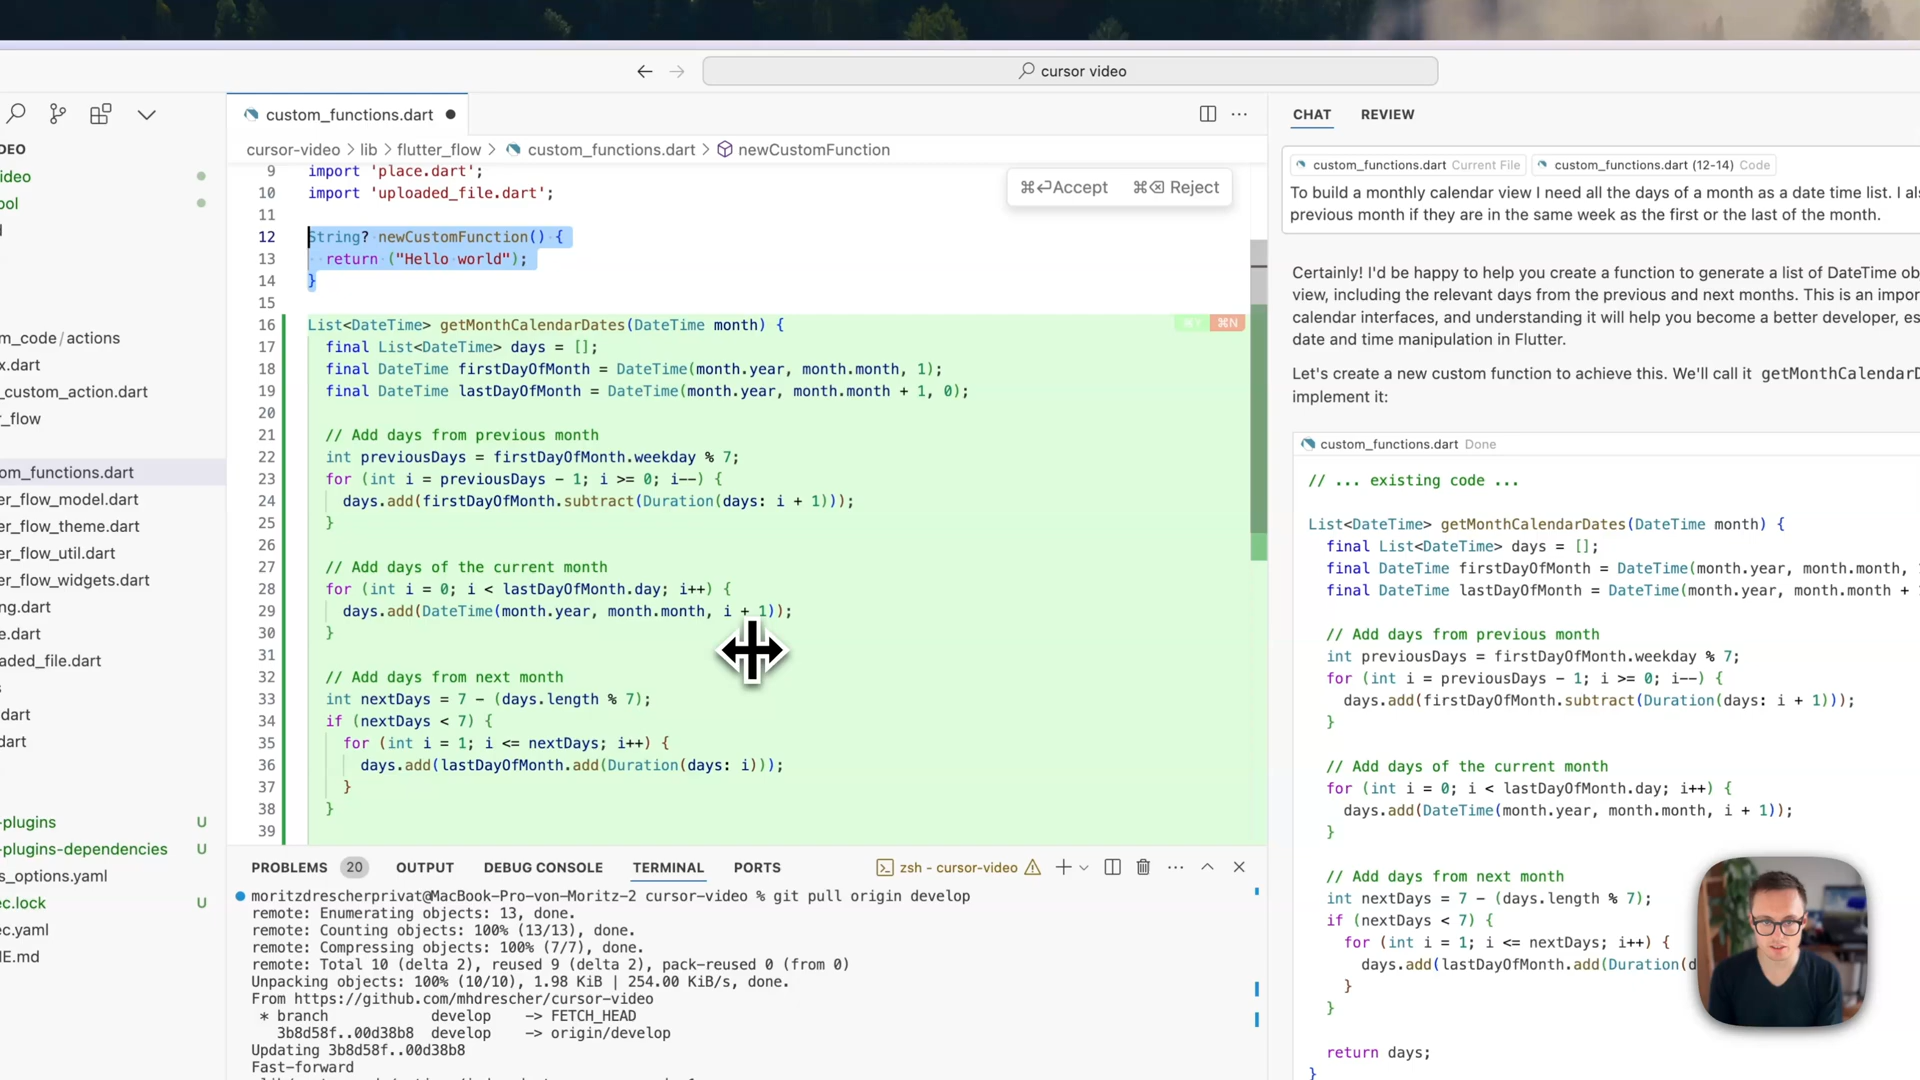 cursor video
DEO
ideo
ool
d
m_code/actions
x.dart
_custom_action.dart
r_flow
om_functions.dart
er_flow_model.dart
er_flow_theme.dart
er_flow_util.dart
er_flow_widgets.dart
ng.dart
e.dart
aded_file.dart
s
dart
dart
-plugins U
-plugins-dependencies U
s_options.yaml
ec.lock U
ec.yaml
ME.md
custom_functions.dart
cursor-video > lib > flutter_flow > custom_functions.dart > newCustomFunction
⌘⏎Accept ⌘⌫ Reject
9 import 'place.dart';
10 import 'uploaded_file.dart';
11
12 String? newCustomFunction() {
13 return ("Hello world");
14 }
15
16 List<DateTime> getMonthCalendarDates(DateTime month) { ⌘Y ⌘N
17 final List<DateTime> days = [];
18 final DateTime firstDayOfMonth = DateTime(month.year, month.month, 1);
19 final DateTime lastDayOfMonth = DateTime(month.year, month.month + 1, 0);
20
21 // Add days from previous month
22 int previousDays = firstDayOfMonth.weekday % 7;
23 for (int i = previousDays - 1; i >= 0; i--) {
24 days.add(firstDayOfMonth.subtract(Duration(days: i + 1)));
25 }
26
27 // Add days of the current month
28 for (int i = 0; i < lastDayOfMonth.day; i++) {
29 days.add(DateTime(month.year, month.month, i + 1));
30 }
31
32 // Add days from next month
33 int nextDays = 7 - (days.length % 7);
34 if (nextDays < 7) {
35 for (int i = 1; i <= nextDays; i++) {
36 days.add(lastDayOfMonth.add(Duration(days: i)));
37 }
38 }
39
PROBLEMS 20 OUTPUT DEBUG CONSOLE TERMINAL PORTS zsh - cursor-video
moritzdrescherprivat@MacBook-Pro-von-Moritz-2 cursor-video % git pull origin develop
remote: Enumerating objects: 13, done.
remote: Counting objects: 100% (13/13), done.
remote: Compressing objects: 100% (7/7), done.
remote: Total 10 (delta 2), reused 9 (delta 2), pack-reused 0 (from 0)
Unpacking objects: 100% (10/10), 1.98 KiB | 254.00 KiB/s, done.
From https://github.com/mhdrescher/cursor-video
* branch develop -> FETCH_HEAD
3b8d58f..00d38b8 develop -> origin/develop
Updating 3b8d58f..00d38b8
Fast-forward
CHAT REVIEW
custom_functions.dart Current File custom_functions.dart (12-14) Code
To build a monthly calendar view I need all the days of a month as a date time list. I als
previous month if they are in the same week as the first or the last of the month.
Certainly! I'd be happy to help you create a function to generate a list of DateTime ob
view, including the relevant days from the previous and next months. This is an impor
calendar interfaces, and understanding it will help you become a better developer, es
date and time manipulation in Flutter.
Let's create a new custom function to achieve this. We'll call it getMonthCalendarD
implement it:
custom_functions.dart Done
// ... existing code ...
List<DateTime> getMonthCalendarDates(DateTime month) {
final List<DateTime> days = [];
final DateTime firstDayOfMonth = DateTime(month.year, month.month,
final DateTime lastDayOfMonth = DateTime(month.year, month.month +
// Add days from previous month
int previousDays = firstDayOfMonth.weekday % 7;
for (int i = previousDays - 1; i >= 0; i--) {
days.add(firstDayOfMonth.subtract(Duration(days: i + 1)));
}
// Add days of the current month
for (int i = 0; i < lastDayOfMonth.day; i++) {
days.add(DateTime(month.year, month.month, i + 1));
}
// Add days from next month
int nextDays = 7 - (days.length % 7);
if (nextDays < 7) {
for (int i = 1; i <= nextDays; i++) {
days.add(lastDayOfMonth.add(Duration(d
}
}
return days;
}